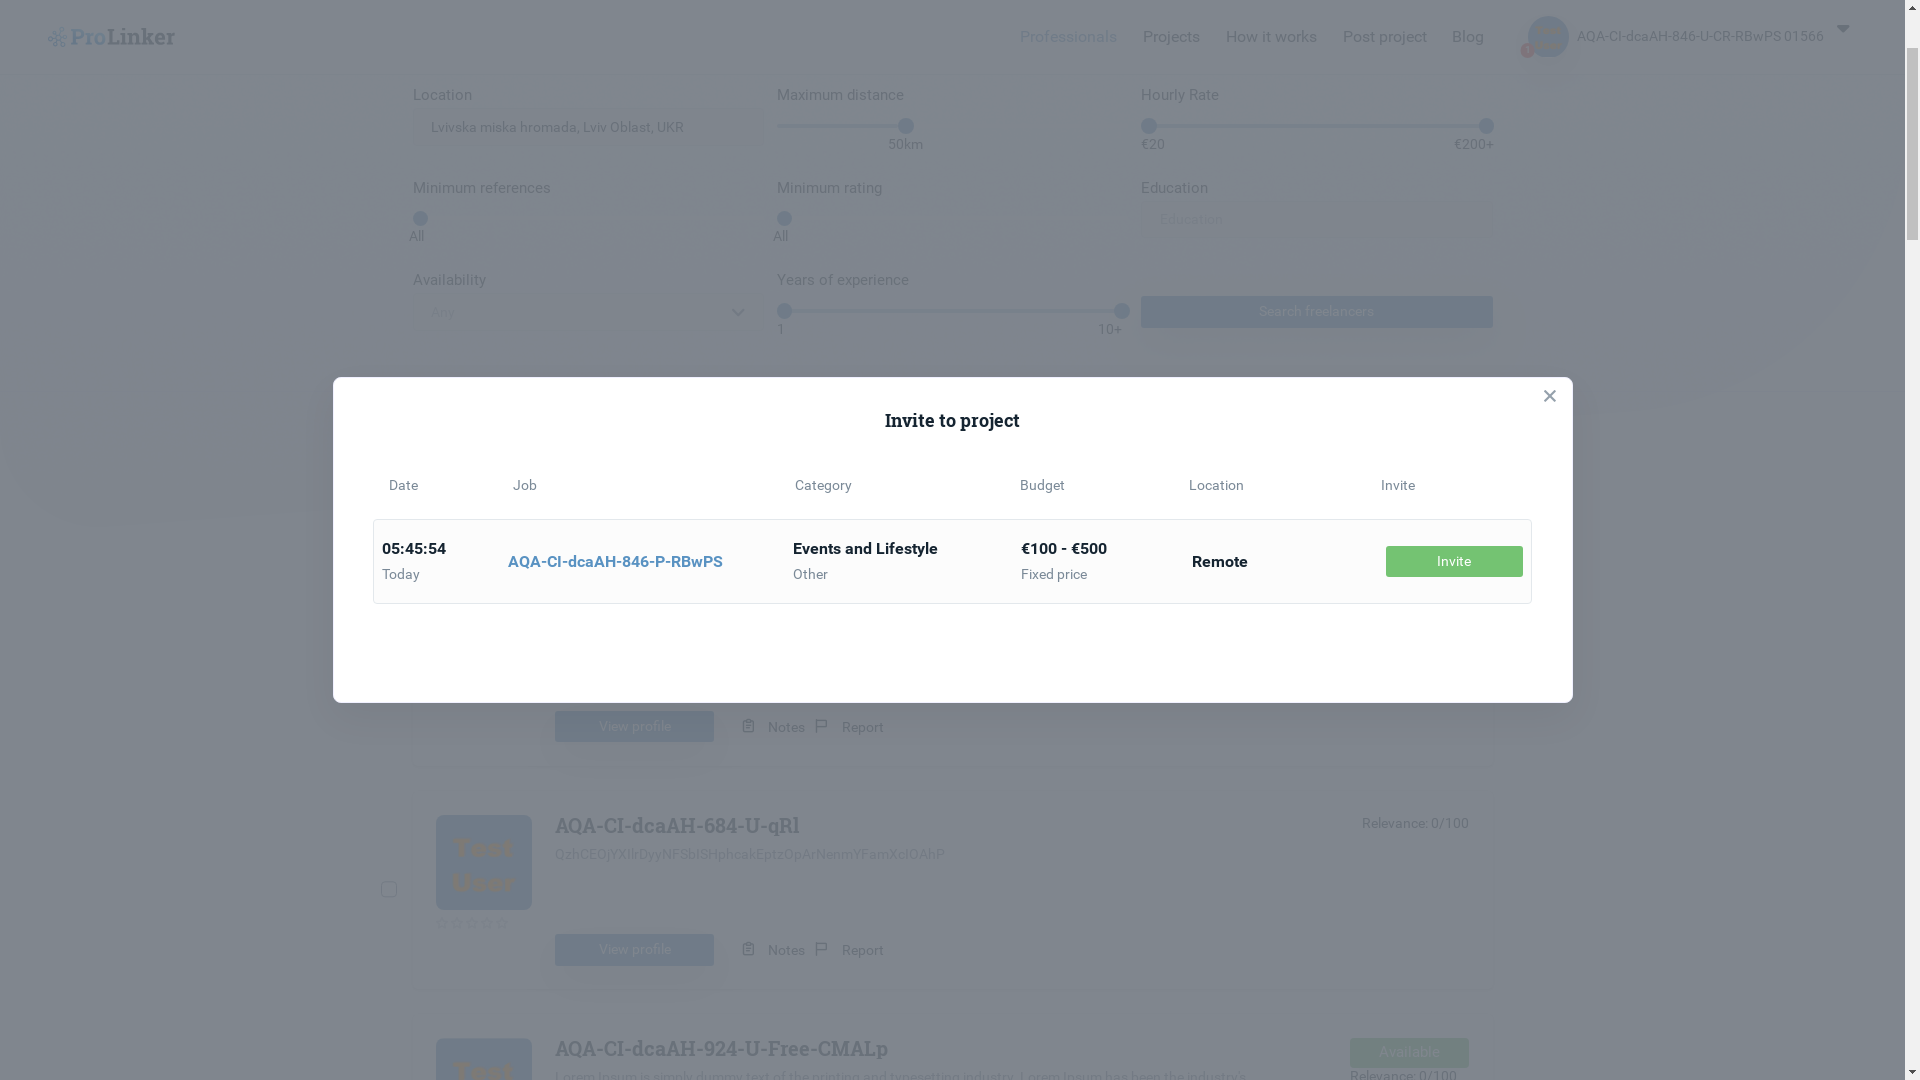 ProLinker
Professionals Projects How it works Post project Blog
1
AQA-CI-dcaAH-846-U-CR-RBwPS 01566
Location Maximum distance Hourly Rate
Lvivska miska hromada, Lviv Oblast, UKR
50km €20 €200+
Minimum references Minimum rating Education
Education
All All
Availability Years of experience
Any
Search freelancers
1 10+
Invite to project
Date Job Category Budget Location Invite
05:45:54 Events and Lifestyle €100 - €500
AQA-CI-dcaAH-846-P-RBwPS Remote Invite
Today Other Fixed price
View profile Notes Report
AQA-CI-dcaAH-684-U-qRl Relevance: 0/100
Test
User
View profile Notes Report
AQA-CI-dcaAH-924-U-Free-CMALp Available
Test
Lorem Ipsum is simply dummy text of the printing and typesetting industry. Lorem Ipsum has been the industry's
Relevance: 0/100